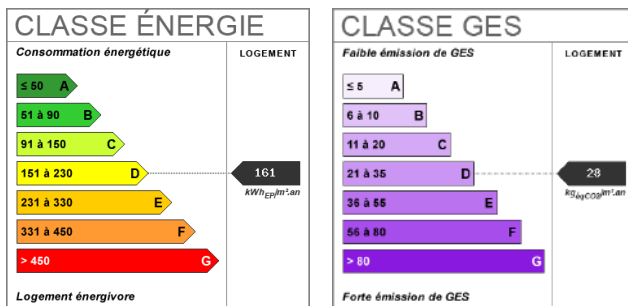 CLASSE ÉNERGIE
Consommation énergétique
LOGEMENT
≤ 50 A
51 à 90 B
91 à 150 C
151 à 230 D
161
kWhEP/m².an
231 à 330 E
331 à 450 F
> 450 G
Logement énergivore
CLASSE GES
Faible émission de GES
LOGEMENT
≤ 5 A
6 à 10 B
11 à 20 C
21 à 35 D
28
kgéqCO2/m².an
36 à 55 E
56 à 80 F
> 80 G
Forte émission de GES